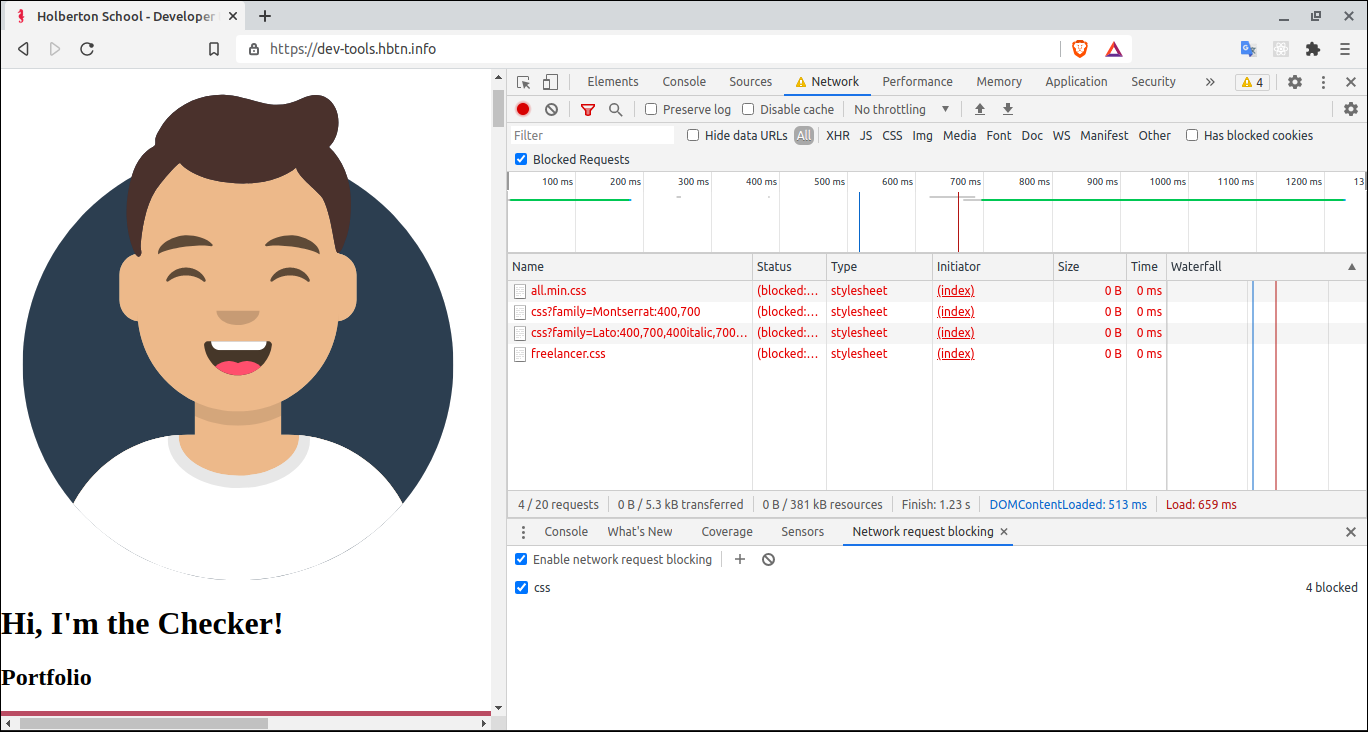 Holberton School - Developer
https://dev-tools.hbtn.info
Elements Console Sources Network Performance Memory Application Security » 4
Preserve log Disable cache No throttling
Filter Hide data URLs All XHR JS CSS Img Media Font Doc WS Manifest Other Has blocked cookies
Blocked Requests
100 ms 200 ms 300 ms 400 ms 500 ms 600 ms 700 ms 800 ms 900 ms 1000 ms 1100 ms 1200 ms 13
Name Status Type Initiator Size Time Waterfall
all.min.css (blocked:... stylesheet (index) 0 B 0 ms
css?family=Montserrat:400,700 (blocked:... stylesheet (index) 0 B 0 ms
css?family=Lato:400,700,400italic,700... (blocked:... stylesheet (index) 0 B 0 ms
freelancer.css (blocked:... stylesheet (index) 0 B 0 ms
4 / 20 requests 0 B / 5.3 kB transferred 0 B / 381 kB resources Finish: 1.23 s DOMContentLoaded: 513 ms Load: 659 ms
Console What's New Coverage Sensors Network request blocking
Enable network request blocking
css 4 blocked
Hi, I'm the Checker!
Portfolio